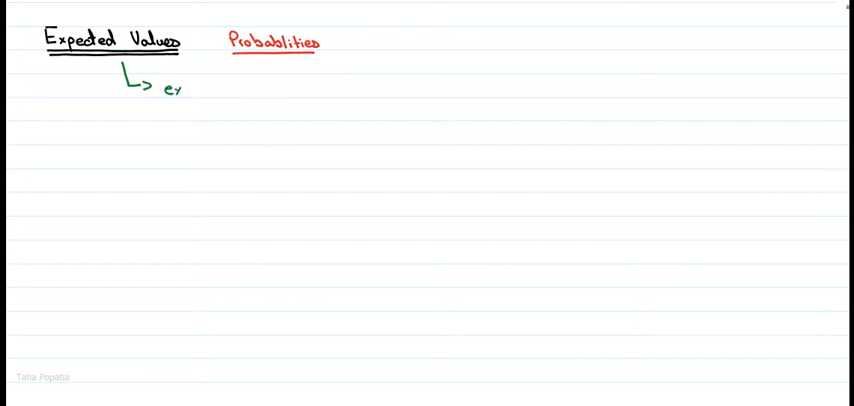 Expected Values Probablities
↳ ex
Taha Popatia